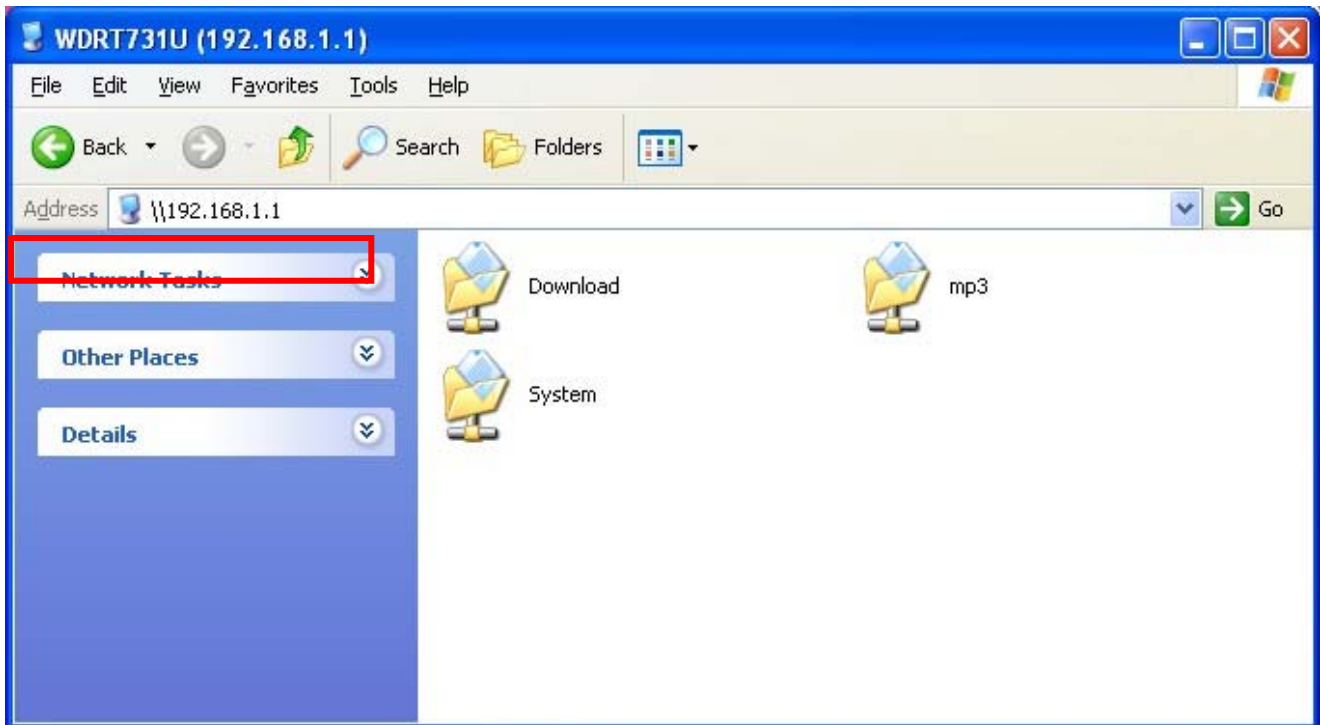 WDRT731U (192.168.1.1)
File Edit View Favorites Tools Help
Back Search Folders
Address \\192.168.1.1 Go
Network Tasks
Other Places
Details
Download mp3
System